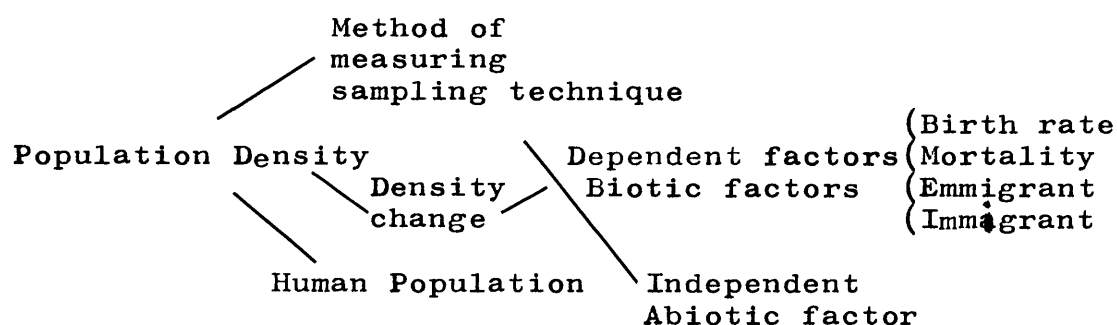 Method of
measuring
sampling technique
Population Density
Density
change
Dependent factors
Biotic factors
(Birth rate
(Mortality
(Emmigrant
(Immigrant
Human Population
Independent
Abiotic factor